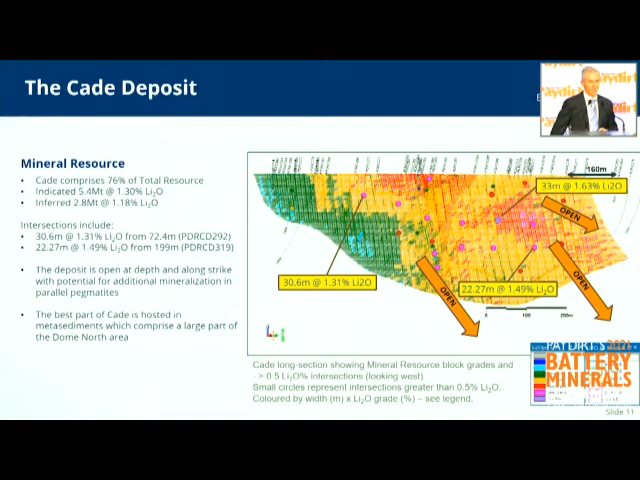 The Cade Deposit
Mineral Resource
• Cade comprises 76% of Total Resource
• Indicated 5.4Mt @ 1.30% Li₂O
• Inferred 2.8Mt @ 1.18% Li₂O
Intersections include:
• 30.6m @ 1.31% Li₂O from 72.4m (PDRCD292)
• 22.27m @ 1.49% Li₂O from 199m (PDRCD319)
• The deposit is open at depth and along strike
with potential for additional mineralization in
parallel pegmatites
• The best part of Cade is hosted in
metasediments which comprise a large part of
the Dome North area
160m
33m @ 1.63% Li2O
OPEN
30.6m @ 1.31% Li2O
22.27m @ 1.49% Li₂O
OPEN
OPEN
0 100 200m
Cade long-section showing Mineral Resource block grades and
> 0.5 Li₂O% intersections (looking west)
Small circles represent intersections greater than 0.5% Li₂O.
Coloured by width (m) x Li₂O grade (%) – see legend.
PAYDIRT'S 2021
BATTERY
MINERALS
Slide 11